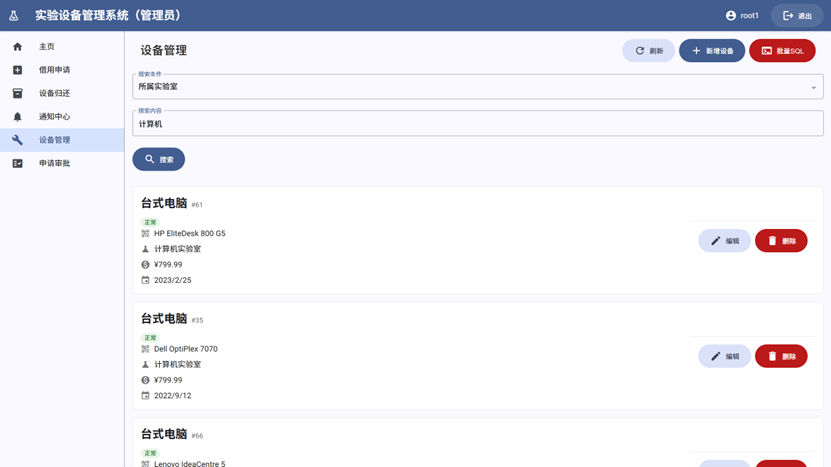 实验设备管理系统（管理员）
root1
退出
主页
借用申请
设备归还
通知中心
设备管理
申请审批
设备管理
刷新
新增设备
批量SQL
搜索条件
所属实验室
搜索内容
计算机
搜索
台式电脑 #61
正常
HP EliteDesk 800 G5
计算机实验室
¥799.99
2023/2/25
编辑
删除
台式电脑 #35
正常
Dell OptiPlex 7070
计算机实验室
¥799.99
2022/9/12
编辑
删除
台式电脑 #66
正常
Lenovo IdeaCentre 5